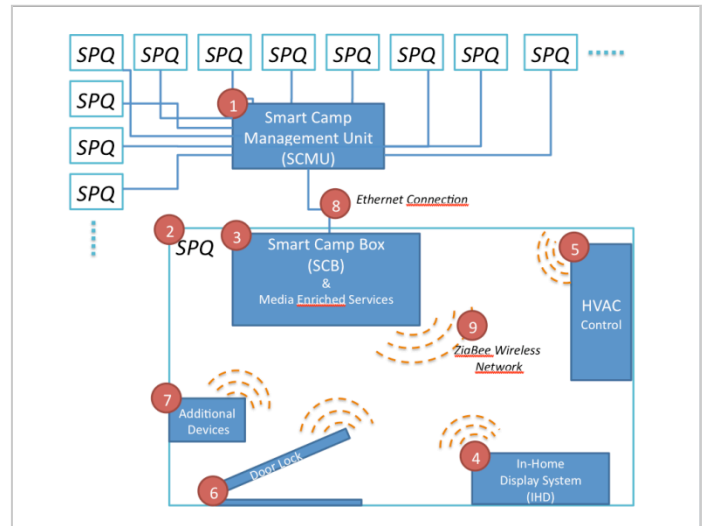 SPQ SPQ SPQ SPQ SPQ SPQ SPQ SPQ
SPQ
1
Smart Camp
Management Unit
(SCMU)
SPQ
SPQ
8
Ethernet Connection
2
SPQ
3
Smart Camp Box
(SCB)
&
Media Enriched Services
5
HVAC
Control
9
ZigBee Wireless
Network
7
Additional
Devices
Door Lock
6
4
In-Home
Display System
(IHD)